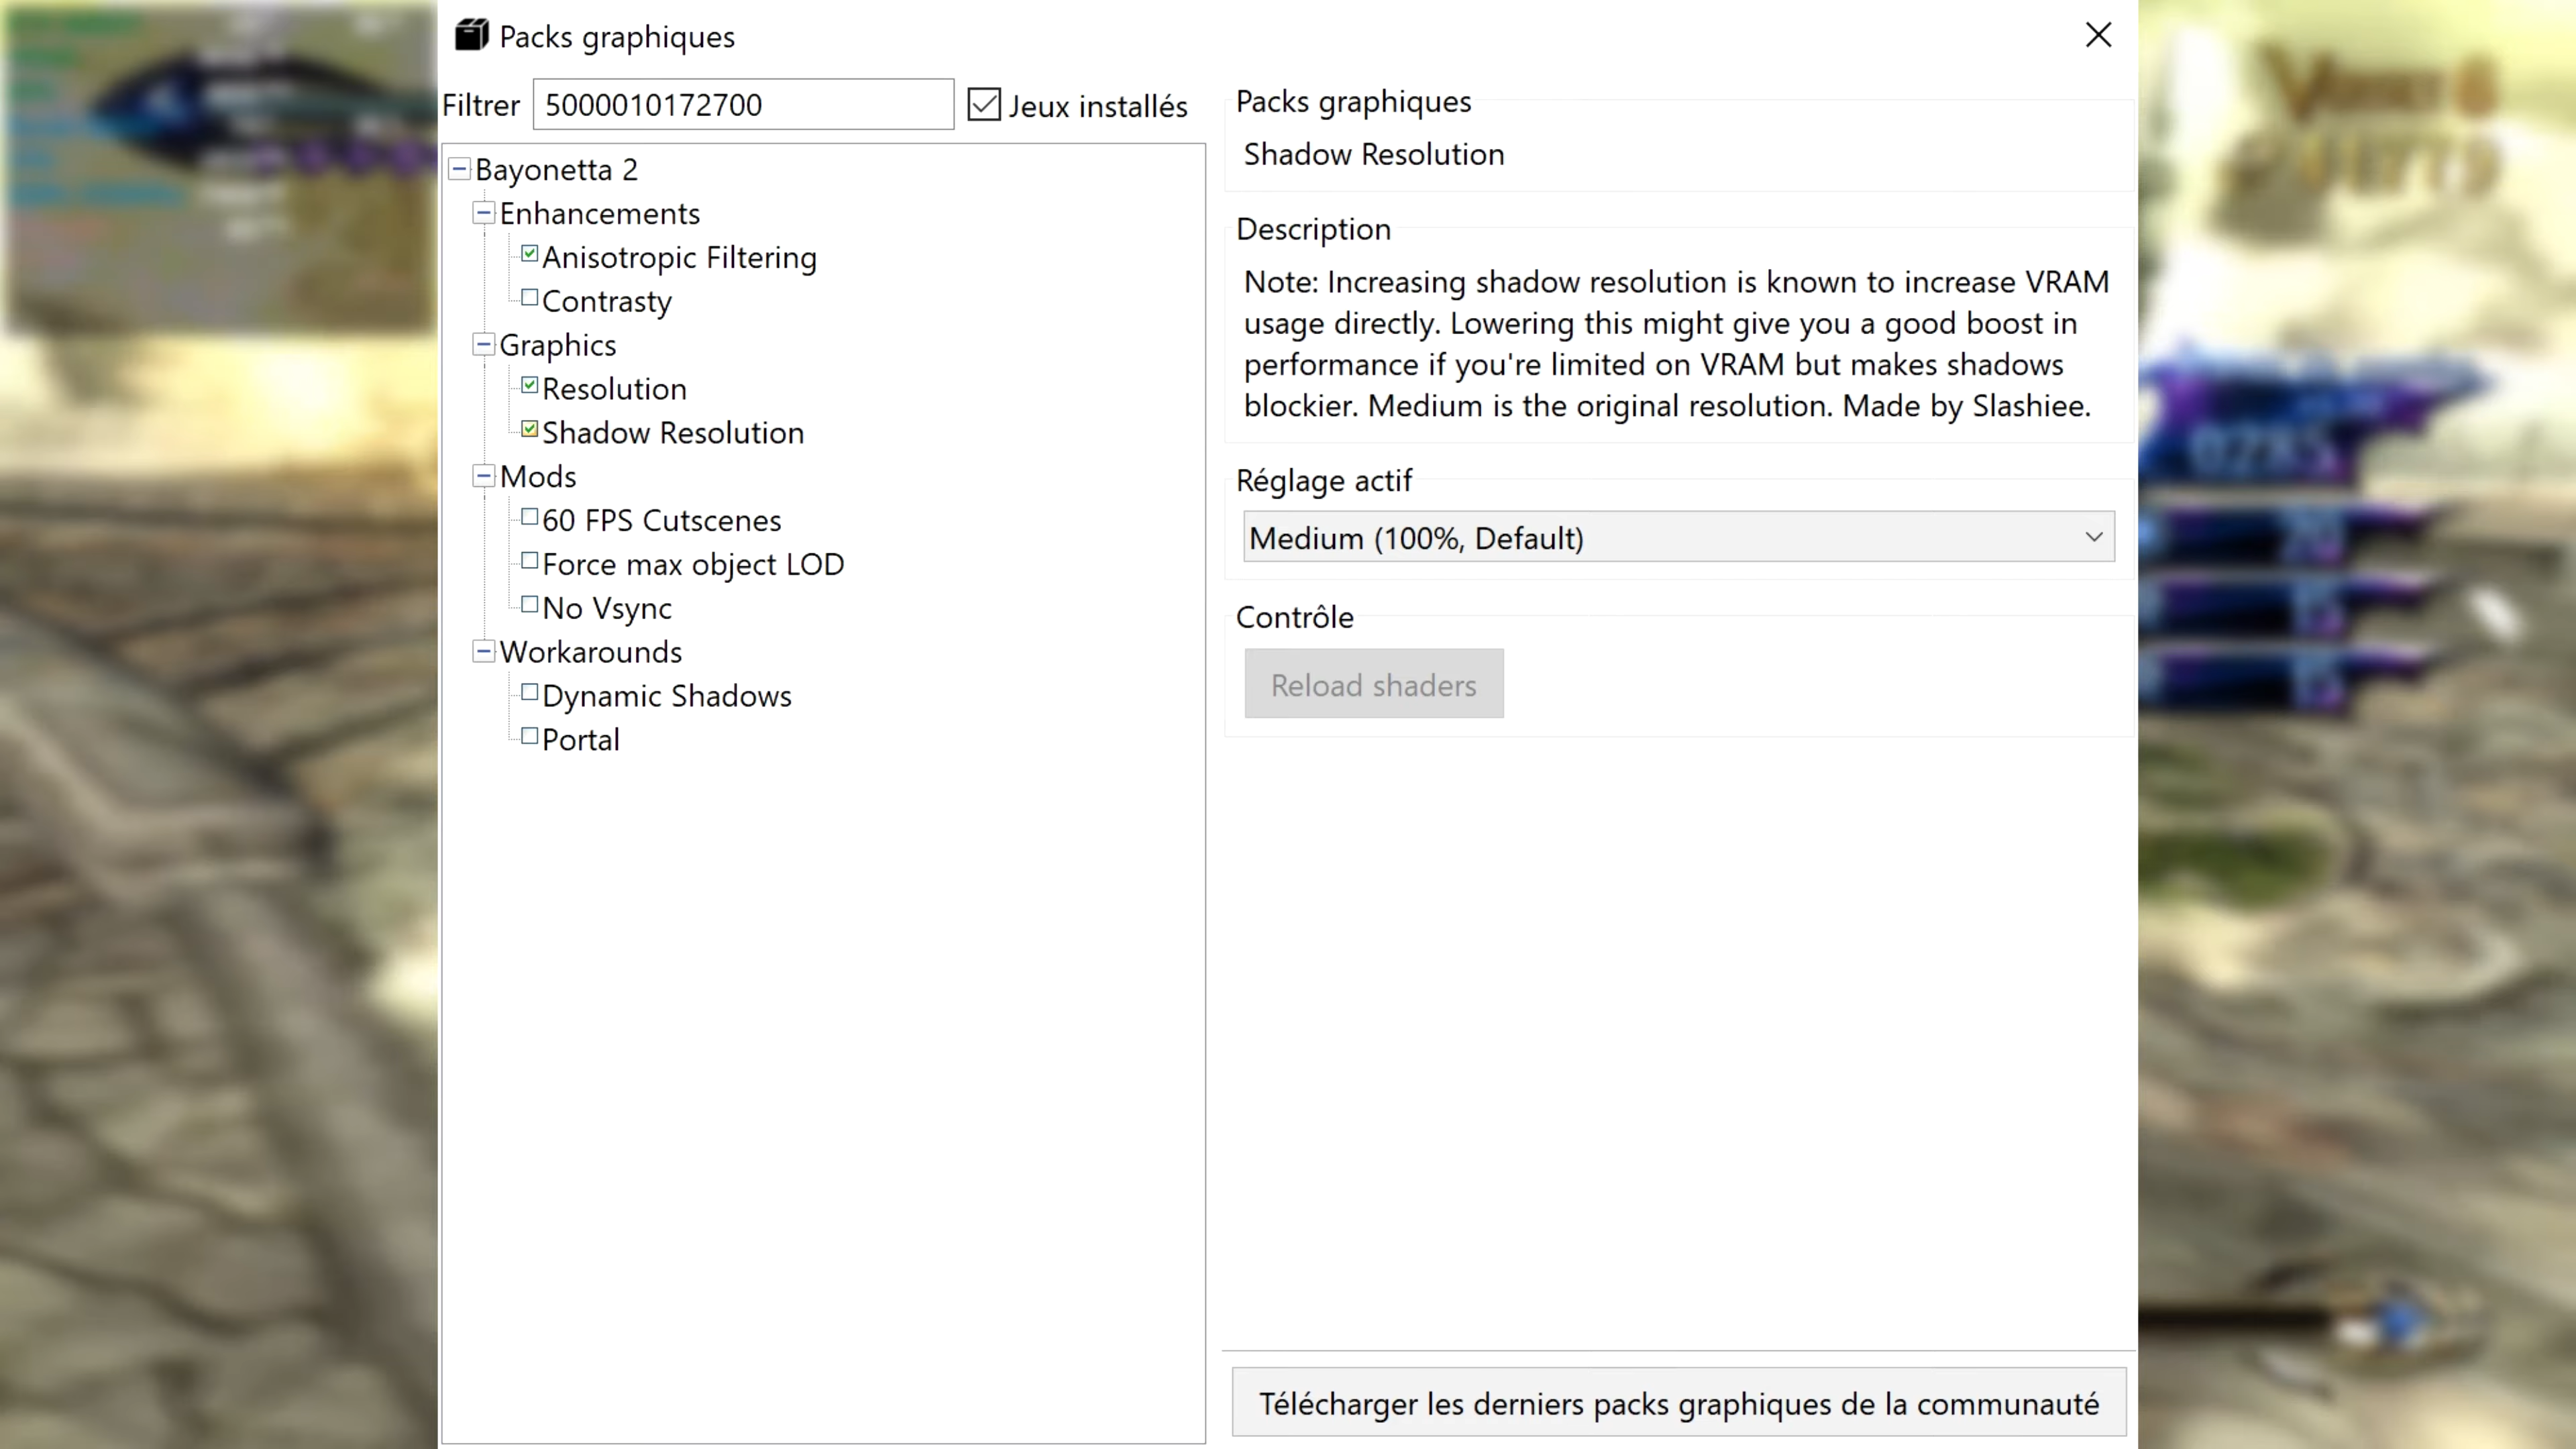 Packs graphiques
Filtrer 5000010172700 Jeux installés
Bayonetta 2
Enhancements
Anisotropic Filtering
Contrasty
Graphics
Resolution
Shadow Resolution
Mods
60 FPS Cutscenes
Force max object LOD
No Vsync
Workarounds
Dynamic Shadows
Portal
Packs graphiques
Shadow Resolution
Description
Note: Increasing shadow resolution is known to increase VRAM
usage directly. Lowering this might give you a good boost in
performance if you're limited on VRAM but makes shadows
blockier. Medium is the original resolution. Made by Slashiee.
Réglage actif
Medium (100%, Default)
Contrôle
Reload shaders
Télécharger les derniers packs graphiques de la communauté